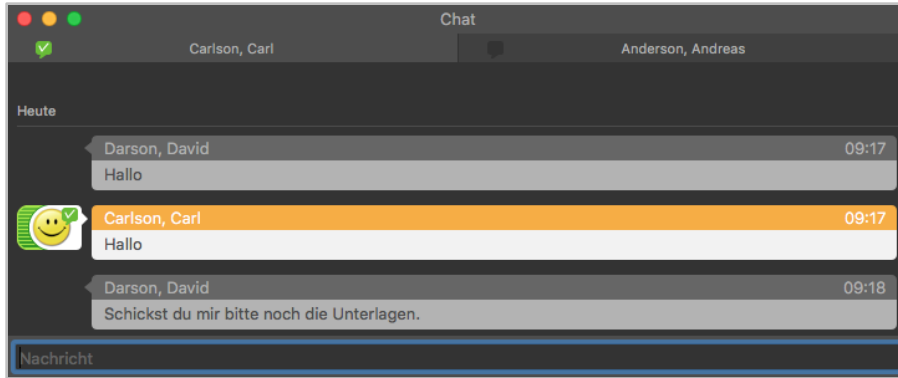 Chat
Carlson, Carl
Anderson, Andreas
Heute
Darson, David 09:17
Hallo
Carlson, Carl 09:17
Hallo
Darson, David 09:18
Schickst du mir bitte noch die Unterlagen.
Nachricht